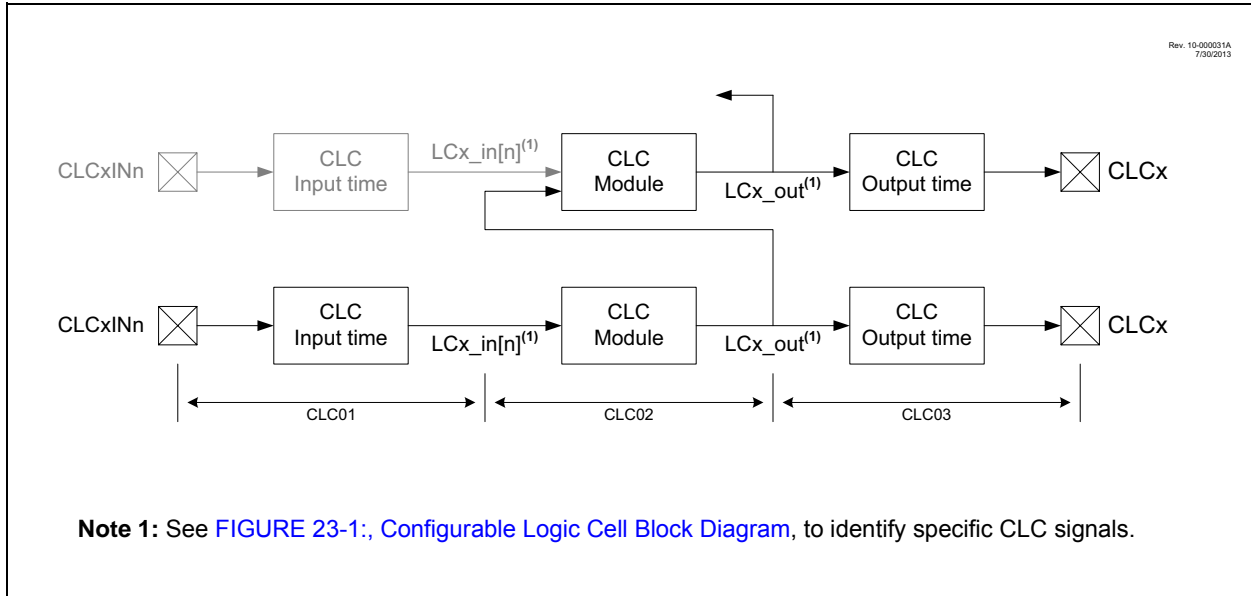 Rev. 10-000031A
7/30/2013
CLCxINn
CLC
Input time
LCx_in[n](1)
CLC
Module
LCx_out(1)
CLC
Output time
CLCx
CLCxINn
CLC
Input time
LCx_in[n](1)
CLC
Module
LCx_out(1)
CLC
Output time
CLCx
CLC01
CLC02
CLC03
Note 1: See FIGURE 23-1:, Configurable Logic Cell Block Diagram, to identify specific CLC signals.